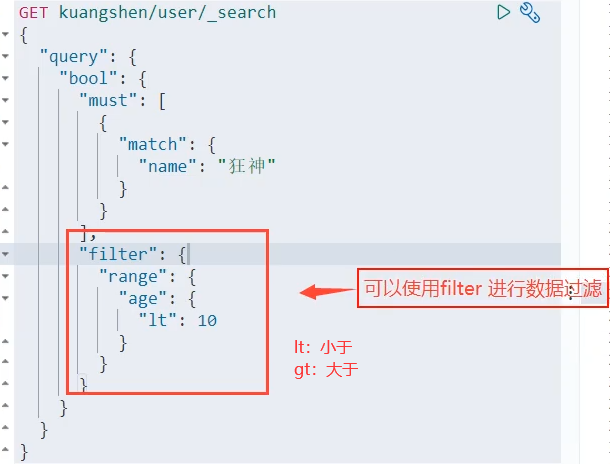 GET kuangshen/user/_search
{
  "query": {
    "bool": {
      "must": [
        {
          "match": {
            "name": "狂神"
          }
        }
      ],
      "filter": {
        "range": {
          "age": {
            "lt": 10
          }
        }
      }
    }
  }
}
可以使用filter 进行数据过滤
lt：小于
gt：大于